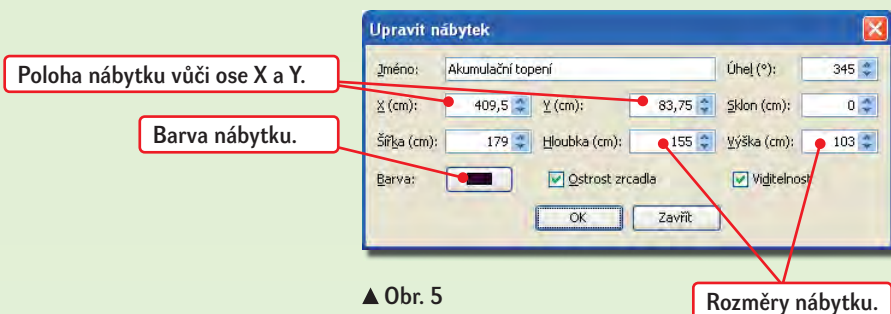 Upravit nábytek
Jméno: Akumulační topení Úhel (°): 345
Poloha nábytku vůči ose X a Y.
X (cm): 409,5 Y (cm): 83,75 Sklon (cm): 0
Barva nábytku.
Šířka (cm): 179 Hloubka (cm): 155 Výška (cm): 103
Barva: Ostrost zrcadla Viditelnost
OK Zavřít
▲ Obr. 5
Rozměry nábytku.